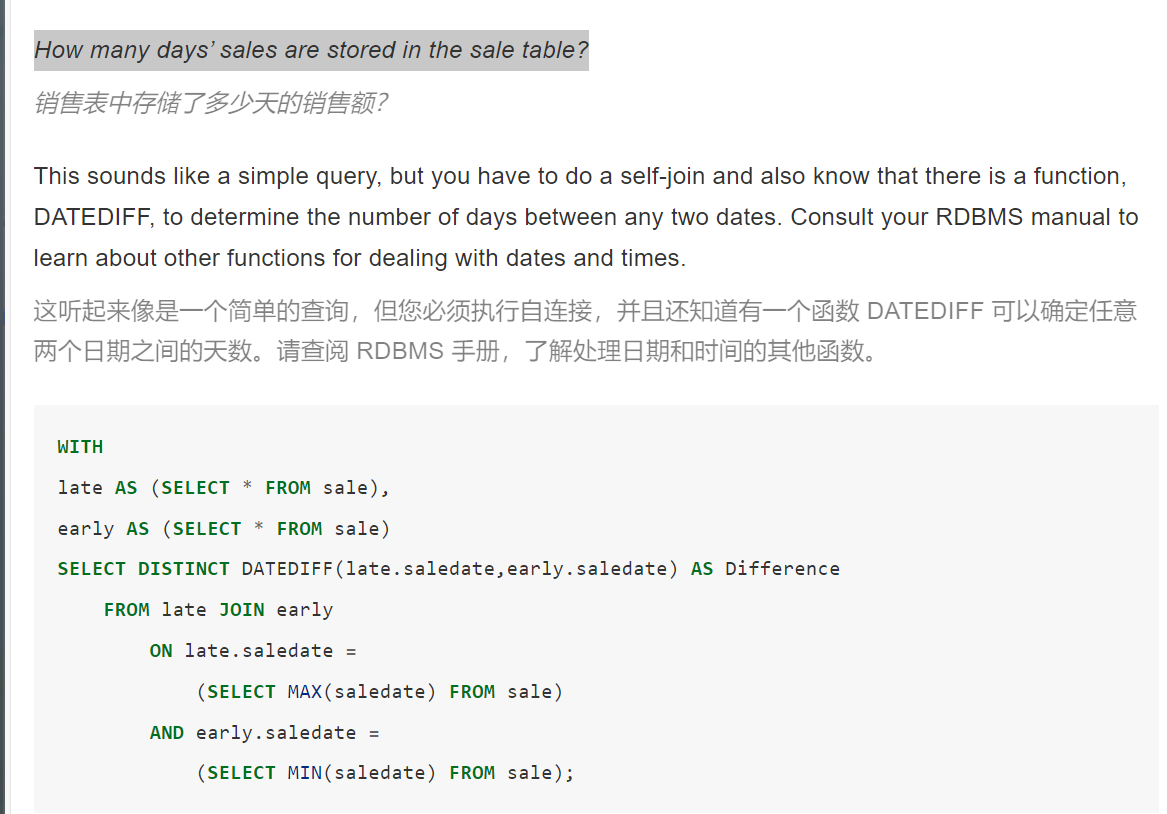 How many days’ sales are stored in the sale table?
销售表中存储了多少天的销售额？
This sounds like a simple query, but you have to do a self-join and also know that there is a function,
DATEDIFF, to determine the number of days between any two dates. Consult your RDBMS manual to
learn about other functions for dealing with dates and times.
这听起来像是一个简单的查询，但您必须执行自连接，并且还知道有一个函数 DATEDIFF 可以确定任意
两个日期之间的天数。请查阅 RDBMS 手册，了解处理日期和时间的其他函数。
WITH
late AS (SELECT * FROM sale),
early AS (SELECT * FROM sale)
SELECT DISTINCT DATEDIFF(late.saledate,early.saledate) AS Difference
FROM late JOIN early
ON late.saledate =
(SELECT MAX(saledate) FROM sale)
AND early.saledate =
(SELECT MIN(saledate) FROM sale);